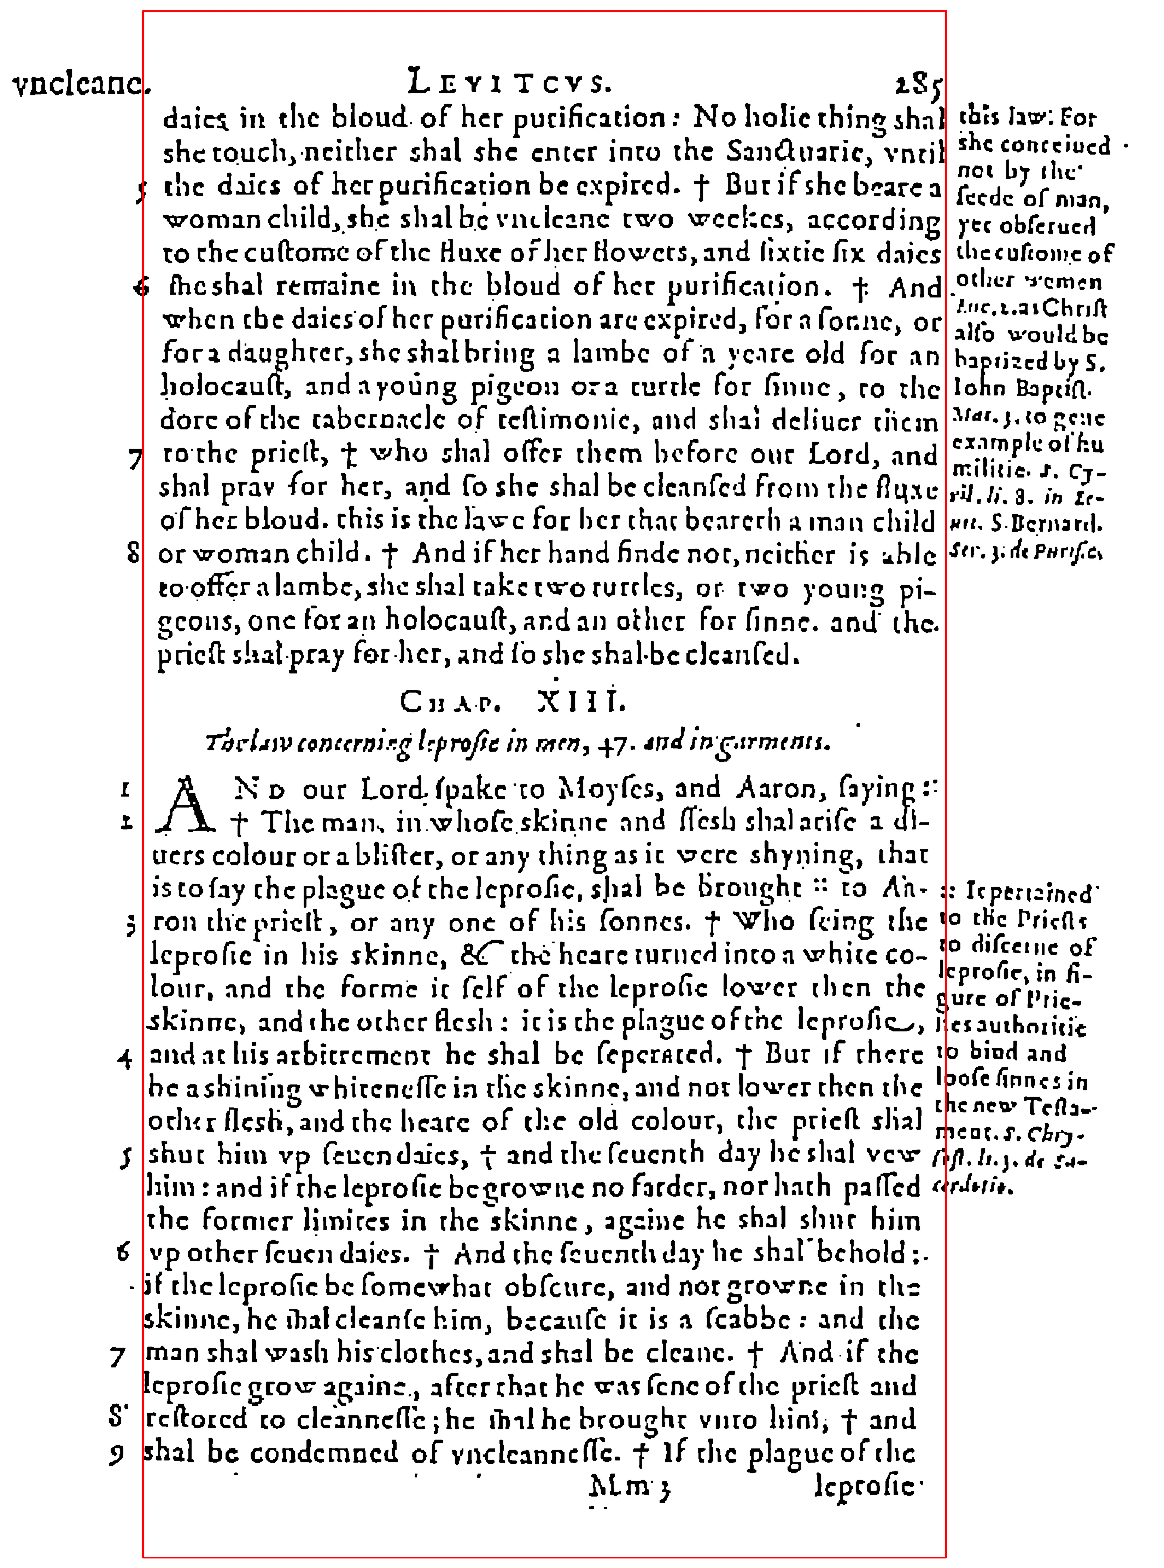 vncleane. LEVITCVS. 285
daies in the bloud of her purification: No holie thing shal
she touch, neither shal she enter into the Sanctuarie, vntil
5 the daies of her purification be expired. † But if she beare a
woman child, she shal be vncleane two weekes, according
to the custome of the fluxe of her flowers, and sixtie six daies
6 she shal remaine in the bloud of her purification. † And
when the daies of her purification are expired, for a sonne, or
for a daughter, she shal bring a lambe of a yeare old for an
holocaust, and a young pigeon or a turtle for sinne, to the
dore of the tabernacle of testimonie, and shal deliuer them
7 to the priest, † who shal offer them before our Lord, and
shal pray for her, and so she shal be cleansed from the fluxe
of her bloud. this is the lawe for her that beareth a man child
8 or woman child. † And if her hand finde not, neither is able
to offer a lambe, she shal take two turtles, or two young pi-
geons, one for an holocaust, and an other for sinne. and the
priest shal pray for her, and so she shal be cleansed.
this law: For
she conceiued
not by the
seede of man,
yet obserued
the custome of
other women
Luc. 2. as Christ
also would be
baptized by S.
Iohn Baptist.
Mat. 3. to geue
example of hu
militie. S. Cy-
ril. li. 8. in Le-
uit. S. Bernard.
Ser. 3. de Purific.
CHAP. XIII.
The law concerning leprosie in men, 47. and in garments.
1 AND our Lord spake to Moyses, and Aaron, saying:
2 † The man, in whose skinne and flesh shal arise a di-
uers colour or a blister, or any thing as it were shyning, that
is to say the plague of the leprosie, shal be brought :: to Aa-
3 ron the priest, or any one of his sonnes. † Who seing the
leprosie in his skinne, & the heare turned into a white co-
lour, and the forme it self of the leprosie lower then the
skinne, and the other flesh: it is the plague of the leprosie,
4 and at his arbitrement he shal be seperated. † But if there
be a shining whitenesse in the skinne, and not lower then the
other flesh, and the heare of the old colour, the priest shal
5 shut him vp seuen daies, † and the seuenth day he shal vew
him: and if the leprosie be growne no farder, nor hath passed
the former limites in the skinne, againe he shal shut him
6 vp other seuen daies. † And the seuenth day he shal behold:
if the leprosie be somewhat obscure, and not growne in the
skinne, he shal cleanse him, because it is a scabbe: and the
7 man shal wash his clothes, and shal be cleane. † And if the
leprosie grow againe, after that he was sene of the priest and
8 restored to cleannesse; he shal be brought vnto him, † and
9 shal be condemned of vncleannesse. † If the plague of the
:: It pertained
to the Priests
to discerne of
leprosie, in fi-
gure of Prie-
stes authoritie
to bind and
loose sinnes in
the new Testa-
ment. S. Chry-
sost. li. 3. de Sa-
cerdotio.
Mm 3 leprosie